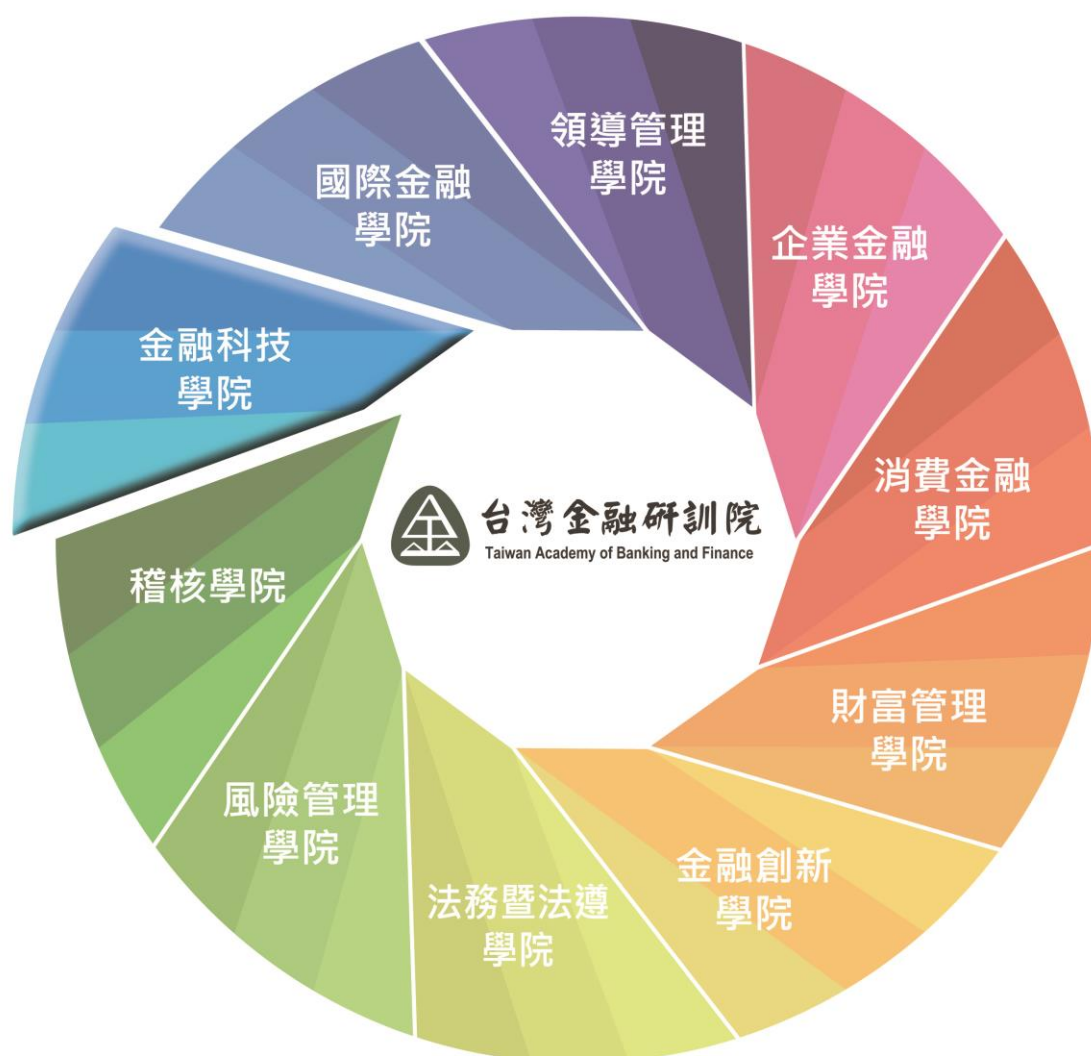 領導管理
學院
企業金融
學院
消費金融
學院
財富管理
學院
金融創新
學院
法務暨法遵
學院
風險管理
學院
稽核學院
金融科技
學院
國際金融
學院
台灣金融研訓院
Taiwan Academy of Banking and Finance